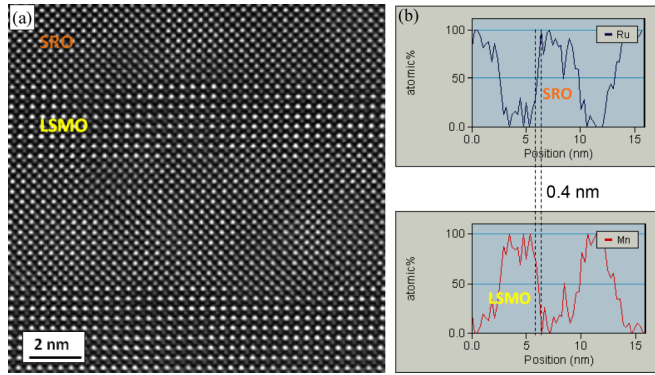 (a)
SRO
LSMO
2 nm
(b)
Ru
atomic%
100
50
0.0
SRO
0.0 5 10 15
Position (nm)
0.4 nm
Mn
atomic%
100
50
0.0
LSMO
0.0 5 10 15
Position (nm)